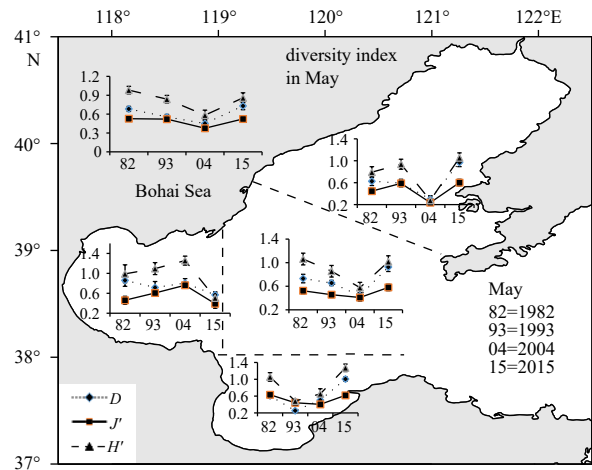 118° 119° 120° 121° 122°E
41°
N
40°
39°
38°
37°
diversity index
in May
1.2
0.9
0.6
0.3
0
82 93 04 15
Bohai Sea
1.4
1.0
0.6
0.2
82 93 04 15
1.4
1.0
0.6
0.2
82 93 04 15
1.4
1.0
0.6
0.2
82 93 04 15
May
82=1982
93=1993
04=2004
15=2015
1.4
1.0
0.6
0.2
82 93 04 15
D
J′
H′